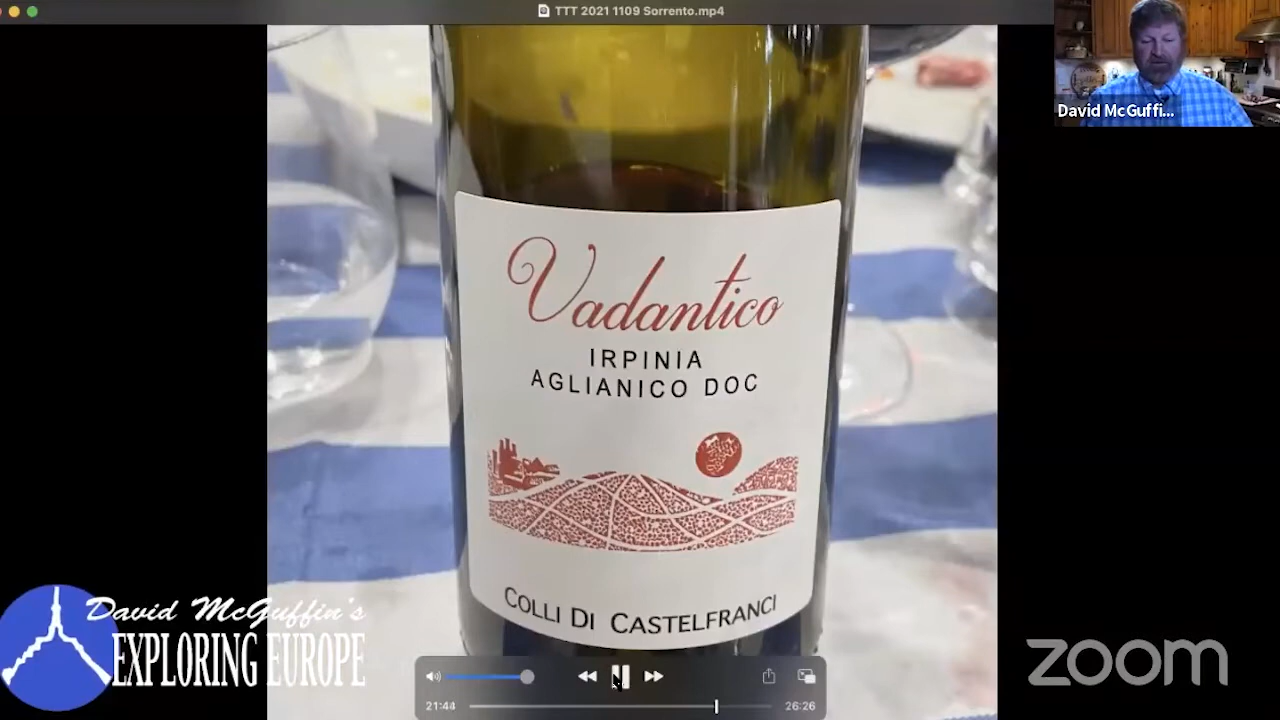 TTT 2021 1109 Sorrento.mp4
David McGuffi...
Vadantico
IRPINIA
AGLIANICO DOC
COLLI DI CASTELFRANCI
David McGuffin's
EXPLORING EUROPE
zoom
21:44
26:26